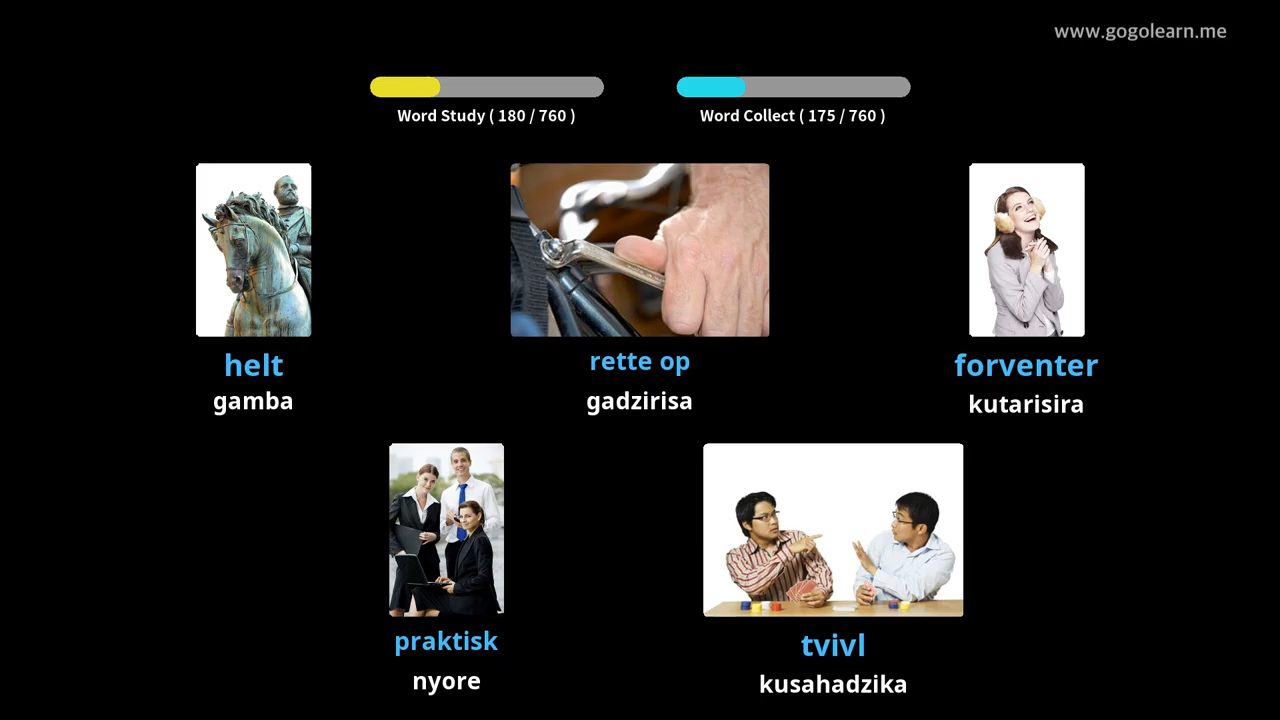 www.gogolearn.me
Word Study ( 180 / 760 )
Word Collect ( 175 / 760 )
helt
gamba
rette op
gadzirisa
forventer
kutarisira
praktisk
nyore
tvivl
kusahadzika